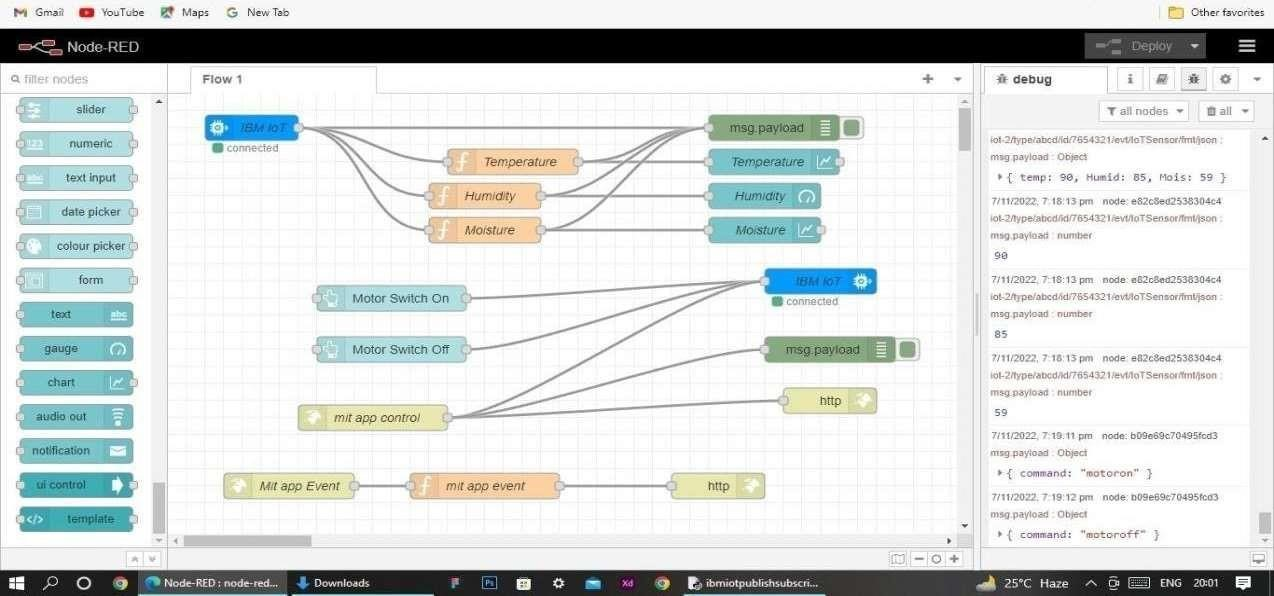 Gmail YouTube Maps New Tab Other favorites
Node-RED Deploy
filter nodes Flow 1 debug
all nodes all
slider
numeric
text input
date picker
colour picker
form
text
gauge
chart
audio out
notification
ui control
template
IBM IoT
connected
Temperature
Humidity
Moisture
msg.payload
Temperature
Humidity
Moisture
Motor Switch On
Motor Switch Off
mit app control
IBM IoT
connected
msg.payload
http
Mit app Event
mit app event
http
iot-2/type/abcd/id/7654321/evt/IoTSensor/fmt/json :
msg.payload : Object
{ temp: 90, Humid: 85, Mois: 59 }
7/11/2022, 7:18:13 pm node: e82c8ed2538304c4
iot-2/type/abcd/id/7654321/evt/IoTSensor/fmt/json :
msg.payload : number
90
7/11/2022, 7:18:13 pm node: e82c8ed2538304c4
iot-2/type/abcd/id/7654321/evt/IoTSensor/fmt/json :
msg.payload : number
85
7/11/2022, 7:18:13 pm node: e82c8ed2538304c4
iot-2/type/abcd/id/7654321/evt/IoTSensor/fmt/json :
msg.payload : number
59
7/11/2022, 7:19:11 pm node: b09e69c70495fcd3
msg.payload : Object
{ command: "motoron" }
7/11/2022, 7:19:12 pm node: b09e69c70495fcd3
msg.payload : Object
{ command: "motoroff" }
Node-RED : node-red... Downloads Ps Xd ibmiotpublishsubscri... 25°C Haze ENG 20:01